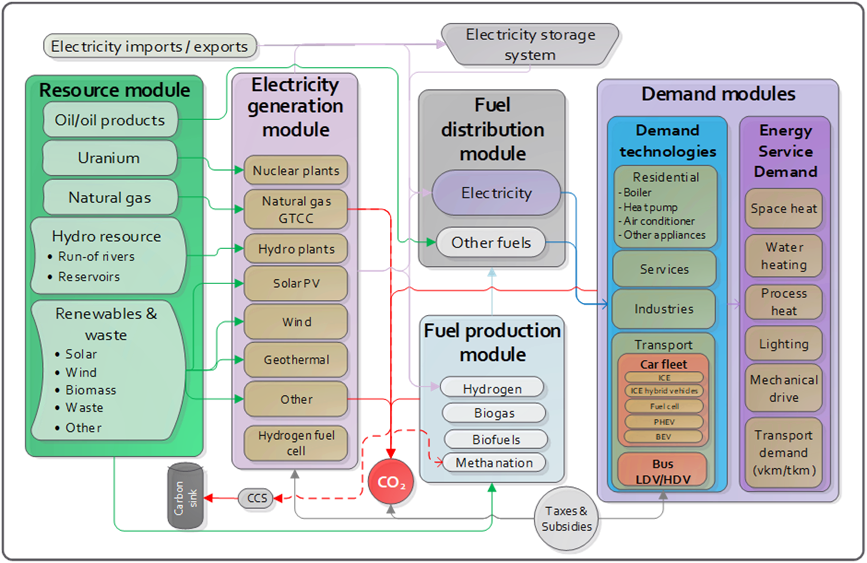 Electricity imports / exports
Electricity storage
system
Resource module
Oil/oil products
Uranium
Natural gas
Hydro resource
• Run-of rivers
• Reservoirs
Renewables &
waste
• Solar
• Wind
• Biomass
• Waste
• Other
Electricity
generation
module
Nuclear plants
Natural gas
GTCC
Hydro plants
Solar PV
Wind
Geothermal
Other
Hydrogen fuel
cell
Fuel
distribution
module
Electricity
Other fuels
Fuel production
module
Hydrogen
Biogas
Biofuels
Methanation
Demand modules
Demand
technologies
Residential
- Boiler
- Heat pump
- Air conditioner
- Other appliances
Services
Industries
Transport
Car fleet
ICE
ICE hybrid vehicles
Fuel cell
PHEV
BEV
Bus
LDV/HDV
Energy
Service
Demand
Space heat
Water
heating
Process
heat
Lighting
Mechanical
drive
Transport
demand
(vkm/tkm)
Carbon
sink
CCS
CO₂
Taxes &
Subsidies